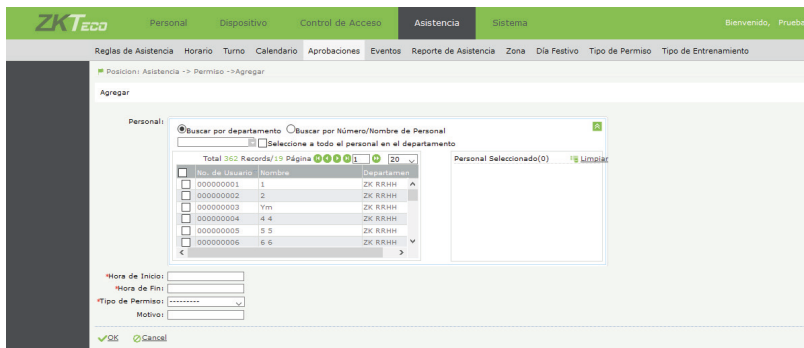 ZKTECO Personal Dispositivo Control de Acceso Asistencia Sistema Bienvenido, Prueba
Reglas de Asistencia Horario Turno Calendario Aprobaciones Eventos Reporte de Asistencia Zona Día Festivo Tipo de Permiso Tipo de Entrenamiento
Posicion: Asistencia -> Permiso ->Agregar
Agregar
Personal:
Buscar por departamento Buscar por Número/Nombre de Personal
Seleccione a todo el personal en el departamento
Total 362 Records/19 Página 1 20 Personal Seleccionado(0) Limpiar
No. de Usuario Nombre Departamen
000000001 1 ZK RRHH
000000002 2 ZK RRHH
000000003 Ym ZK RRHH
000000004 4 4 ZK RRHH
000000005 5 5 ZK RRHH
000000006 6 6 ZK RRHH
*Hora de Inicio:
*Hora de Fin:
*Tipo de Permiso: ---------
Motivo:
OK Cancel